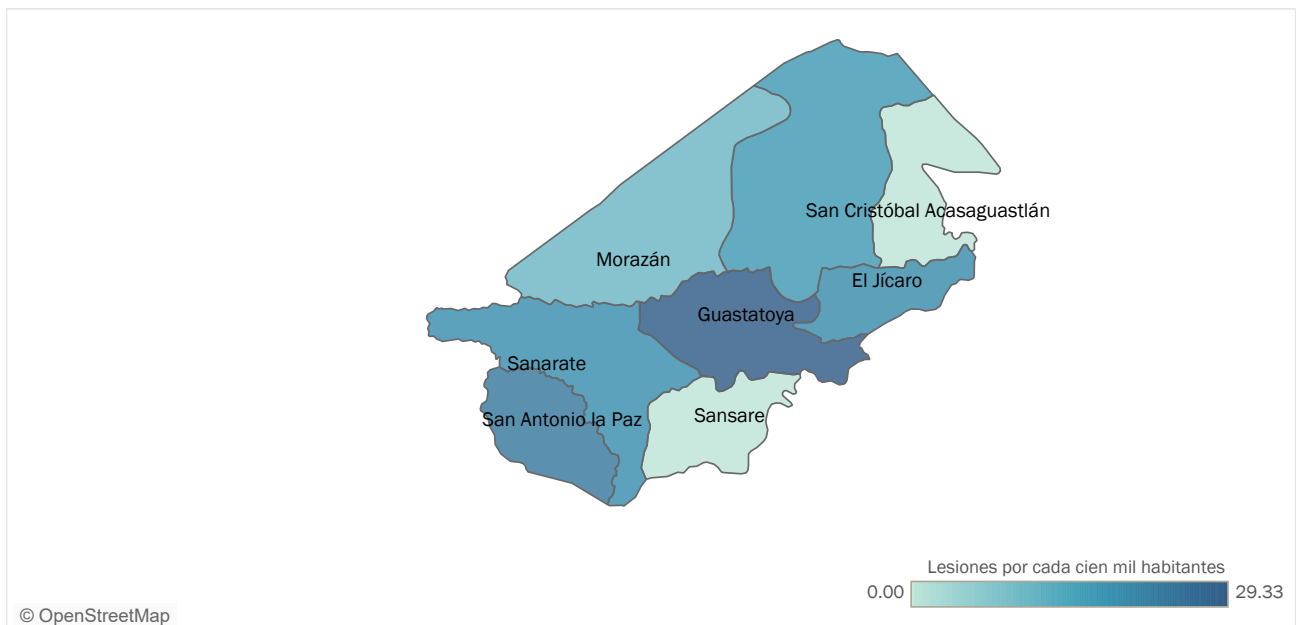 San Cristóbal Acasaguastlán
Morazán
El Jícaro
Guastatoya
Sanarate
Sansare
San Antonio la Paz
Lesiones por cada cien mil habitantes
0.00
29.33
© OpenStreetMap